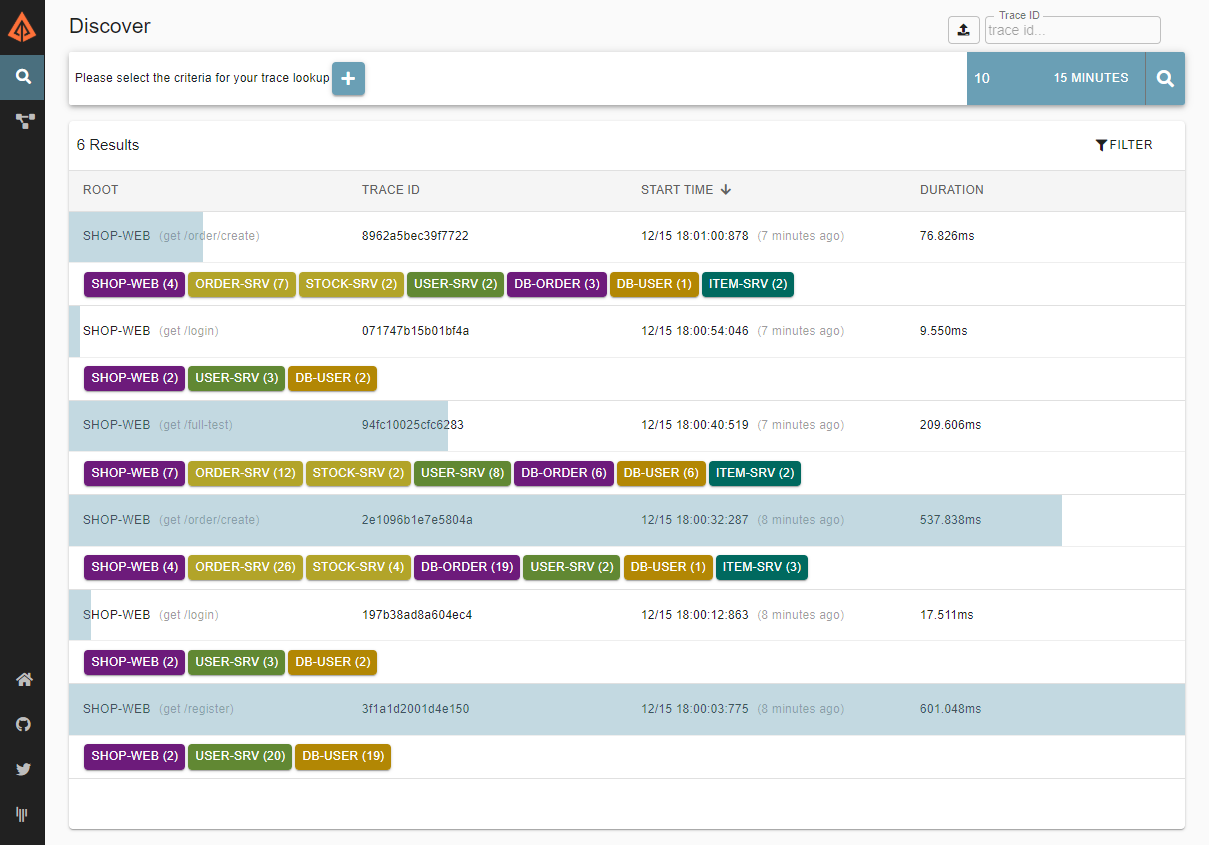 Discover
Trace ID
trace id...
Please select the criteria for your trace lookup
10 15 MINUTES
6 Results
FILTER
ROOT TRACE ID START TIME DURATION
SHOP-WEB (get /order/create) 8962a5bec39f7722 12/15 18:01:00:878 (7 minutes ago) 76.826ms
SHOP-WEB (4) ORDER-SRV (7) STOCK-SRV (2) USER-SRV (2) DB-ORDER (3) DB-USER (1) ITEM-SRV (2)
SHOP-WEB (get /login) 071747b15b01bf4a 12/15 18:00:54:046 (7 minutes ago) 9.550ms
SHOP-WEB (2) USER-SRV (3) DB-USER (2)
SHOP-WEB (get /full-test) 94fc10025cfc6283 12/15 18:00:40:519 (7 minutes ago) 209.606ms
SHOP-WEB (7) ORDER-SRV (12) STOCK-SRV (2) USER-SRV (8) DB-ORDER (6) DB-USER (6) ITEM-SRV (2)
SHOP-WEB (get /order/create) 2e1096b1e7e5804a 12/15 18:00:32:287 (8 minutes ago) 537.838ms
SHOP-WEB (4) ORDER-SRV (26) STOCK-SRV (4) DB-ORDER (19) USER-SRV (2) DB-USER (1) ITEM-SRV (3)
SHOP-WEB (get /login) 197b38ad8a604ec4 12/15 18:00:12:863 (8 minutes ago) 17.511ms
SHOP-WEB (2) USER-SRV (3) DB-USER (2)
SHOP-WEB (get /register) 3f1a1d2001d4e150 12/15 18:00:03:775 (8 minutes ago) 601.048ms
SHOP-WEB (2) USER-SRV (20) DB-USER (19)